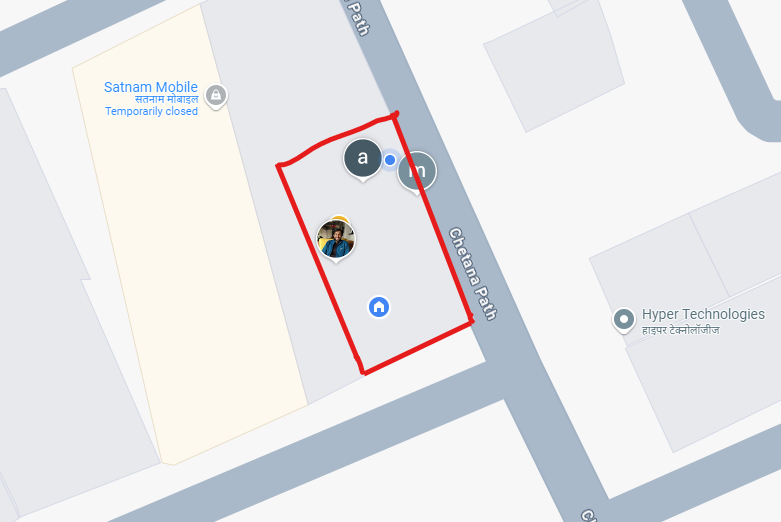 Path
Satnam Mobile
सतनाम मोबाइल
Temporarily closed
a
m
Chetana Path
Hyper Technologies
हाइपर टेक्नोलॉजीज